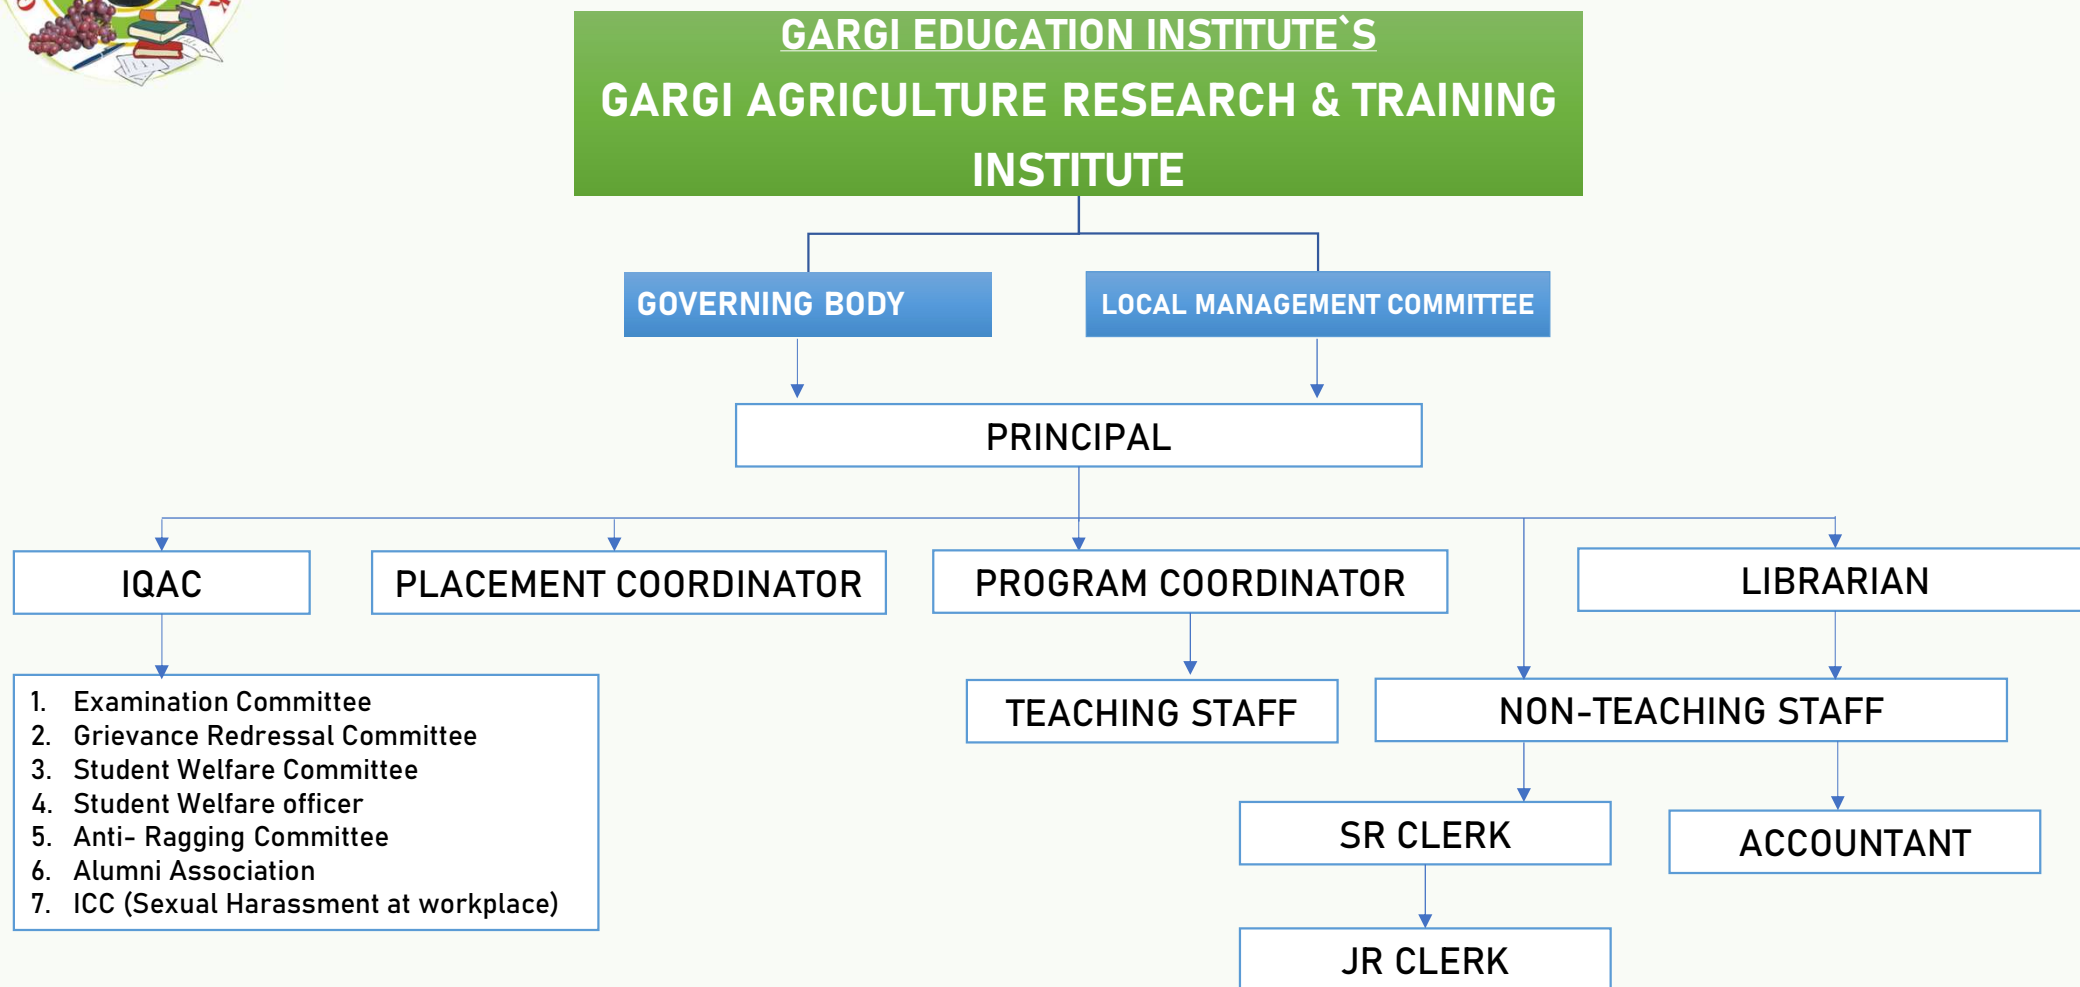 GARGI EDUCATION INSTITUTE`S
GARGI AGRICULTURE RESEARCH & TRAINING
INSTITUTE
GOVERNING BODY
LOCAL MANAGEMENT COMMITTEE
PRINCIPAL
IQAC
PLACEMENT COORDINATOR
PROGRAM COORDINATOR
LIBRARIAN
1. Examination Committee
2. Grievance Redressal Committee
3. Student Welfare Committee
4. Student Welfare officer
5. Anti- Ragging Committee
6. Alumni Association
7. ICC (Sexual Harassment at workplace)
TEACHING STAFF
NON-TEACHING STAFF
SR CLERK
ACCOUNTANT
JR CLERK